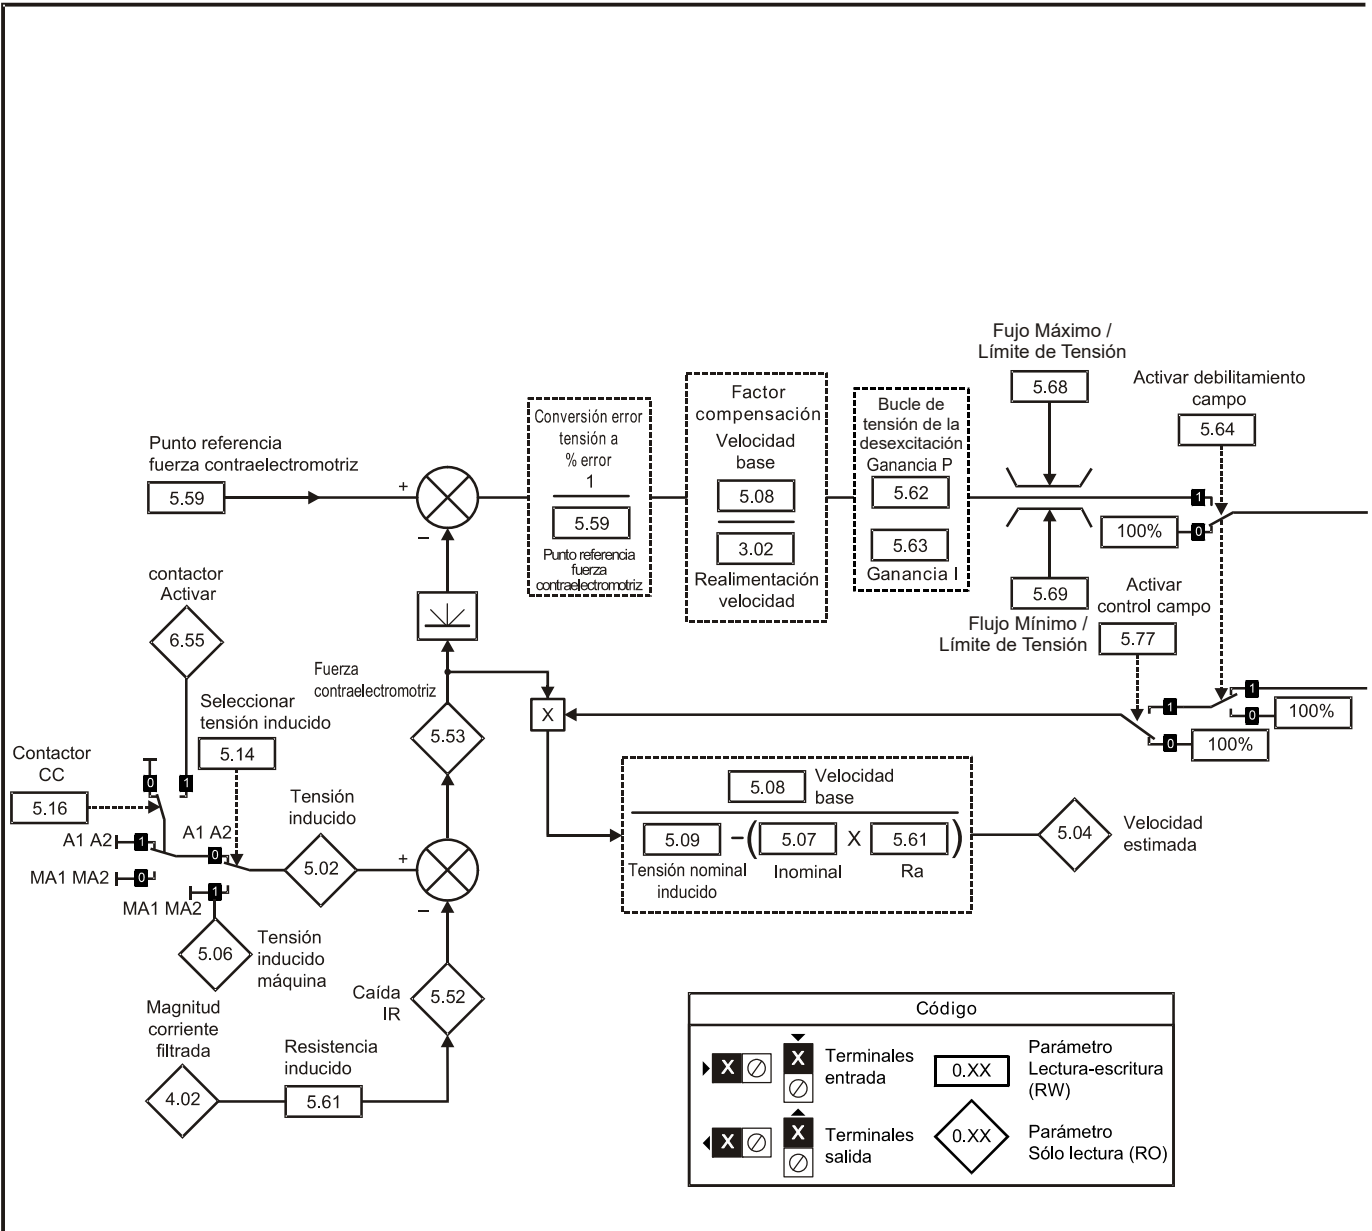 Fujo Máximo /
Límite de Tensión
5.68
Activar debilitamiento
campo
5.64
Factor
compensación
Velocidad
base
5.08
3.02
Realimentación
velocidad
Bucle de
tensión de la
desexcitación
Ganancia P
5.62
5.63
Ganancia I
Conversión error
tensión a
% error
1
5.59
Punto referencia
fuerza
contraelectromotriz
Punto referencia
fuerza contraelectromotriz
5.59
+
–
1
100%
0
5.69
Flujo Mínimo /
Límite de Tensión
Activar
control campo
5.77
contactor
Activar
6.55
Fuerza
contraelectromotriz
5.53
X
1
1
0
100%
0
100%
Seleccionar
tensión inducido
5.14
Contactor
CC
5.16
0
1
A1 A2
1
A1 A2
0
MA1 MA2
0
MA1 MA2
1
Tensión
inducido
5.02
+
–
5.06
Tensión
inducido
máquina
5.08
Velocidad
base
5.09
–
(
5.07
X
5.61
)
Tensión nominal
inducido
Inominal
Ra
5.04
Velocidad
estimada
Caída
IR
5.52
Magnitud
corriente
filtrada
4.02
Resistencia
inducido
5.61
Código
X
X
Terminales
entrada
0.XX
Parámetro
Lectura-escritura
(RW)
X
X
Terminales
salida
0.XX
Parámetro
Sólo lectura (RO)